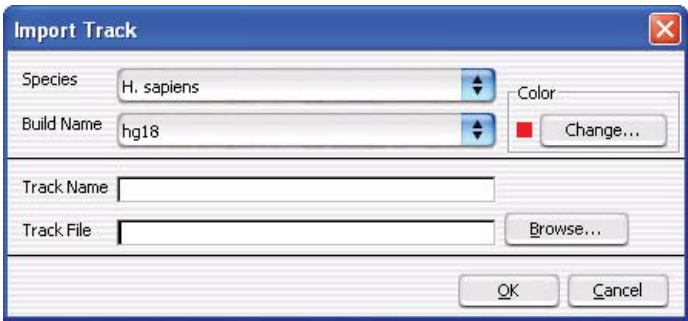 Import Track
Species H. sapiens
Color
Build Name hg18 Change...
Track Name
Track File Browse...
OK Cancel